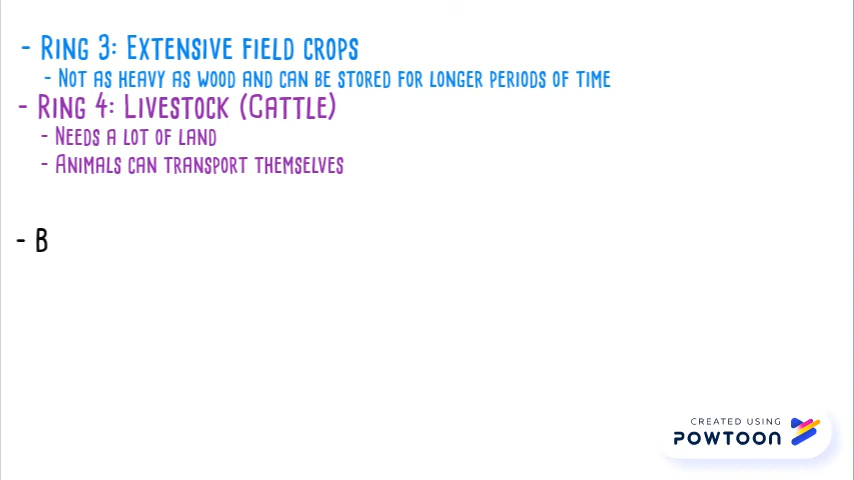 - Ring 3: Extensive field crops
- Not as heavy as wood and can be stored for longer periods of time
- Ring 4: Livestock (Cattle)
- Needs a lot of land
- Animals can transport themselves
- B
CREATED USING
POWTOON